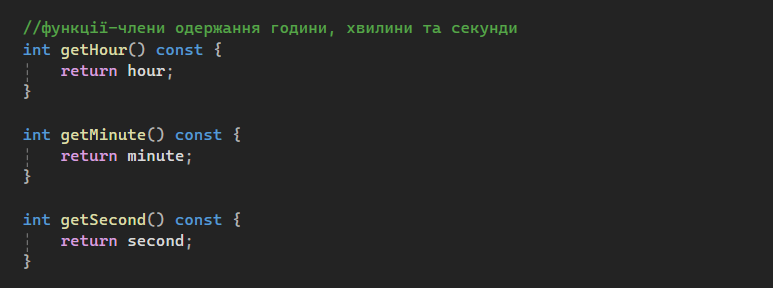 //функції-члени одержання години, хвилини та секунди
int getHour() const {
return hour;
}
int getMinute() const {
return minute;
}
int getSecond() const {
return second;
}